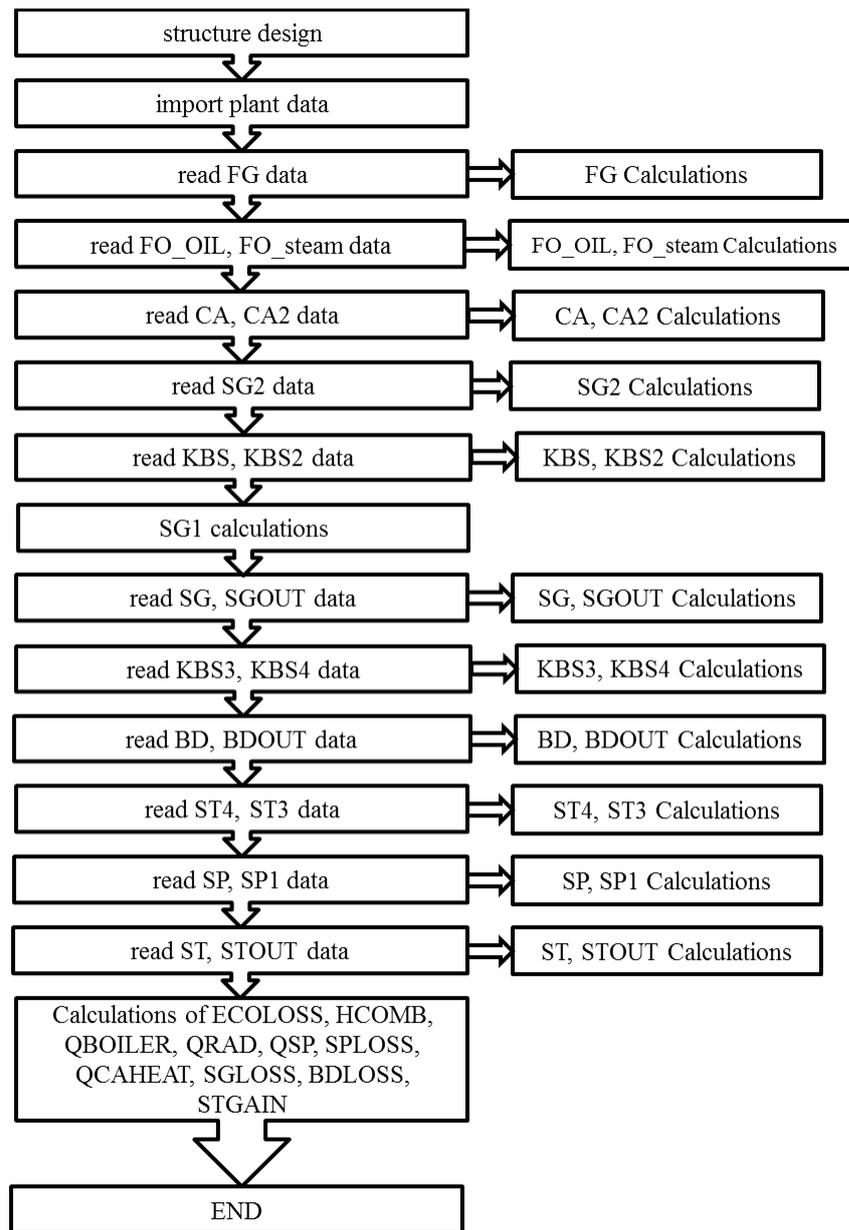 structure design
import plant data
read FG data
FG Calculations
read FO_OIL, FO_steam data
FO_OIL, FO_steam Calculations
read CA, CA2 data
CA, CA2 Calculations
read SG2 data
SG2 Calculations
read KBS, KBS2 data
KBS, KBS2 Calculations
SG1 calculations
read SG, SGOUT data
SG, SGOUT Calculations
read KBS3, KBS4 data
KBS3, KBS4 Calculations
read BD, BDOUT data
BD, BDOUT Calculations
read ST4, ST3 data
ST4, ST3 Calculations
read SP, SP1 data
SP, SP1 Calculations
read ST, STOUT data
ST, STOUT Calculations
Calculations of ECOLOSS, HCOMB,
QBOILER, QRAD, QSP, SPLOSS,
QCAHEAT, SGLOSS, BDLOSS,
STGAIN
END